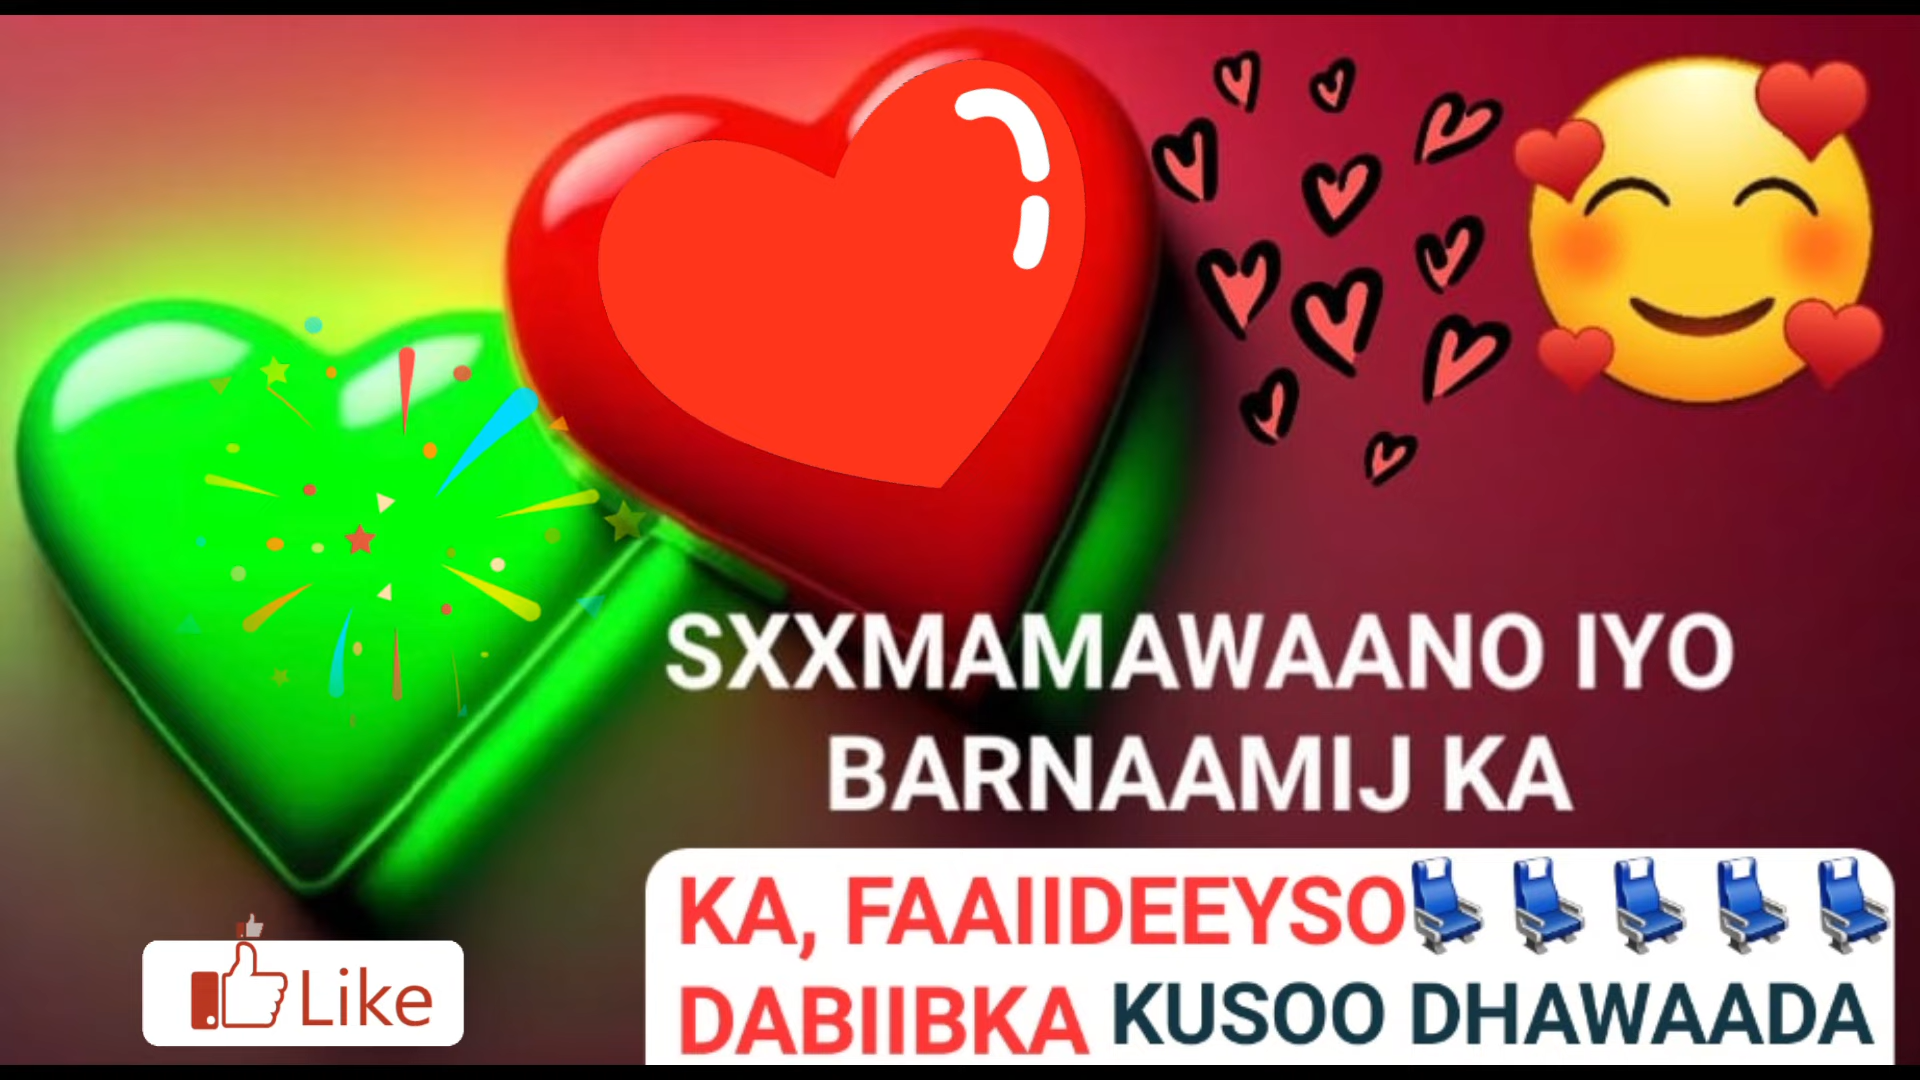 SXXMAMAWAANO IYO
BARNAAMIJ KA
KA, FAAIIDEEYSO
DABIIBKA KUSOO DHAWAADA
Like